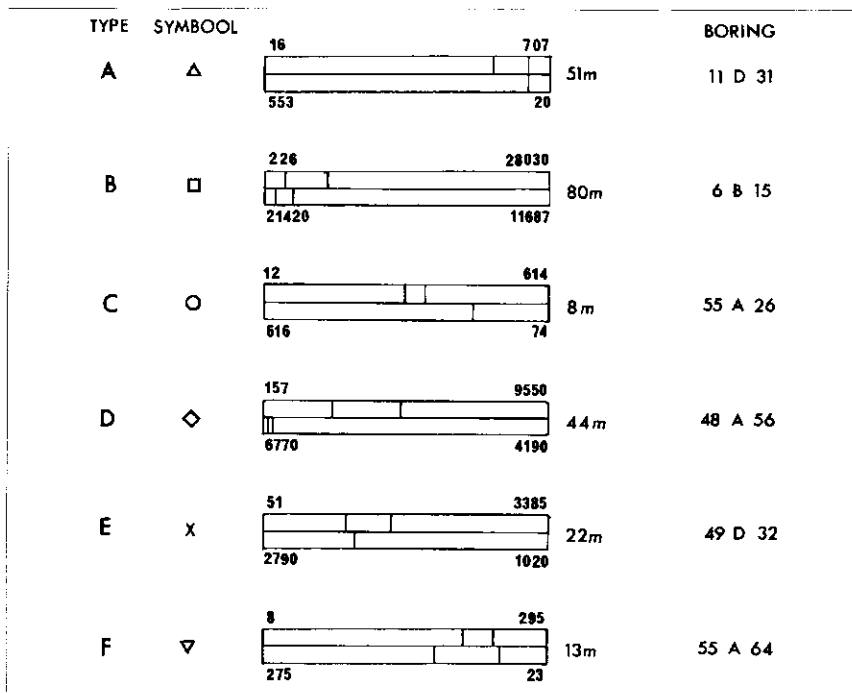 TYPE SYMBOOL BORING
16 707
A 51m 11 D 31
553 20
226 28030
B 80m 6 B 15
21420 11687
12 614
C 8m 55 A 26
616 74
157 9550
D 44m 48 A 56
6770 4190
51 3385
E x 22m 49 D 32
2790 1020
8 295
F 13m 55 A 64
275 23